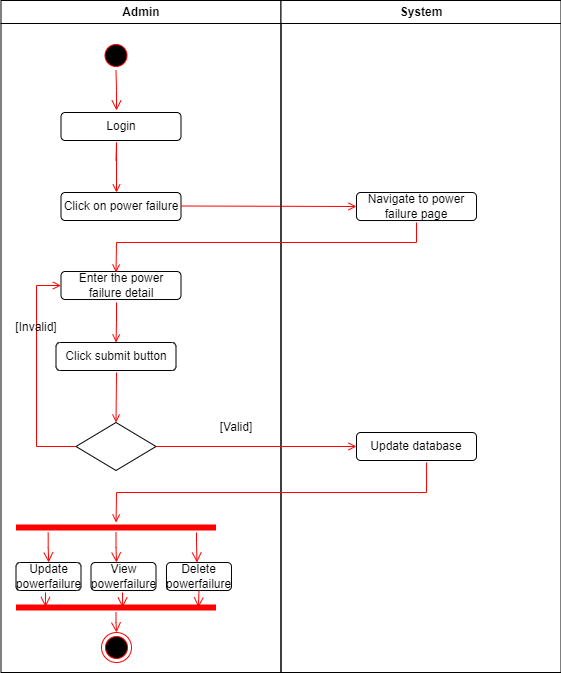 Admin
System
Login
Click on power failure
Navigate to power
failure page
Enter the power
failure detail
[Invalid]
Click submit button
[Valid]
Update database
Update
powerfailure
View
powerfailure
Delete
powerfailure